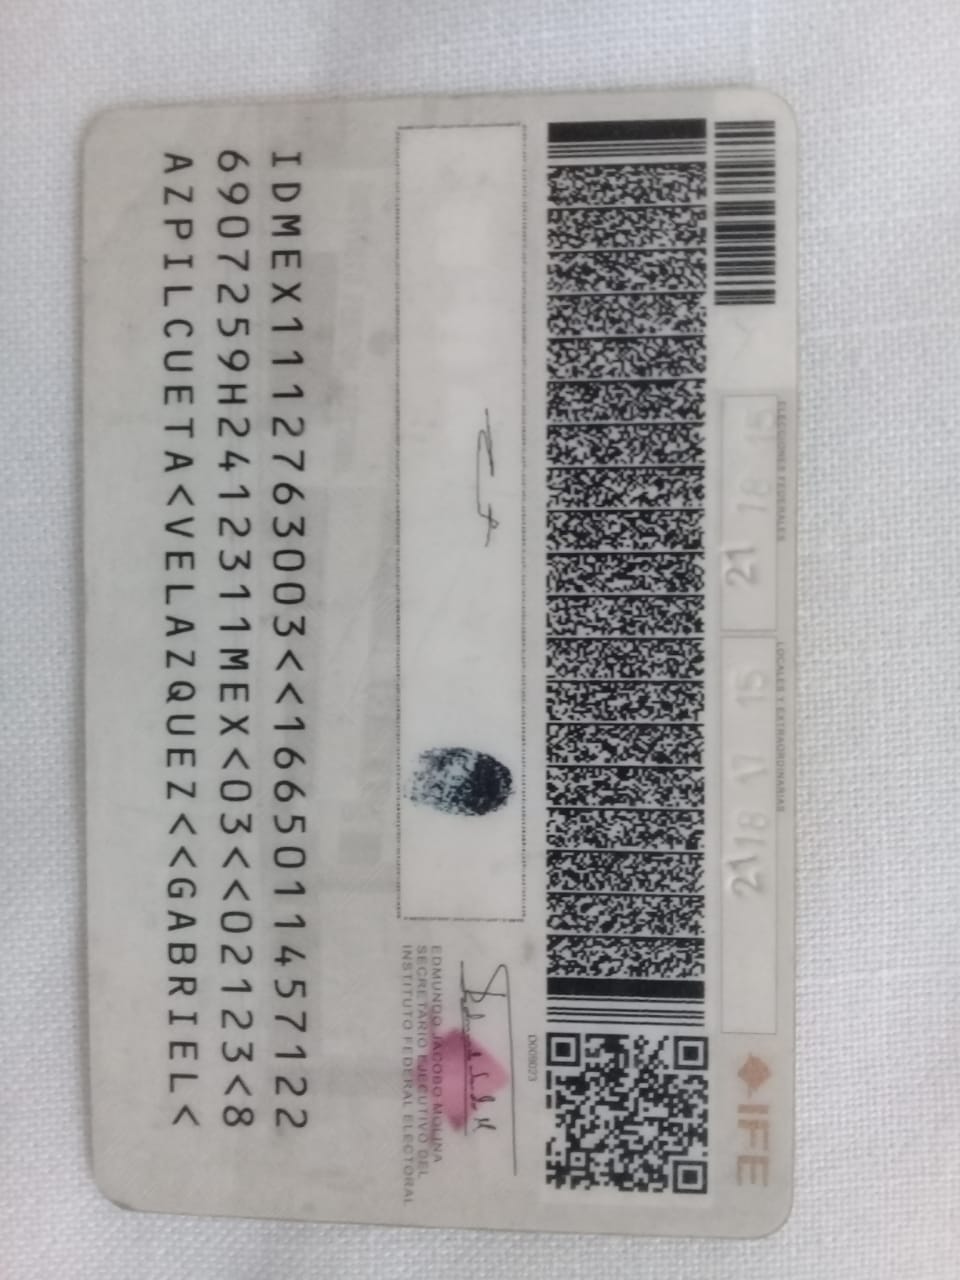 ELECCIONES FEDERALES
21 18 15
LOCALES Y EXTRAORDINARIAS
21 18 17 15
IFE
D009023
EDMUNDO JACOBO MOLINA
SECRETARIO EJECUTIVO DEL
INSTITUTO FEDERAL ELECTORAL
IDMEX1112763003<<1665011457122
6907259H2412311MEX<03<<02123<8
AZPILCUETA<VELAZQUEZ<<GABRIEL<